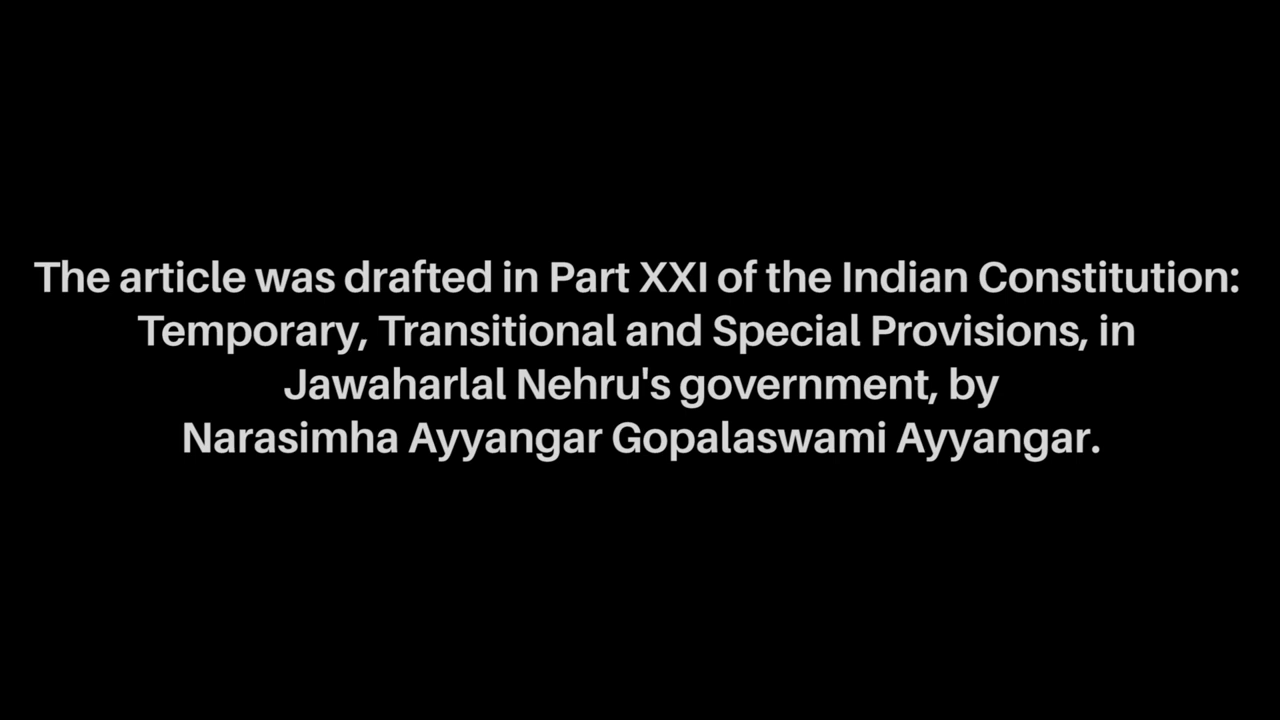 The article was drafted in Part XXI of the Indian Constitution:
Temporary, Transitional and Special Provisions, in
Jawaharlal Nehru's government, by
Narasimha Ayyangar Gopalaswami Ayyangar.